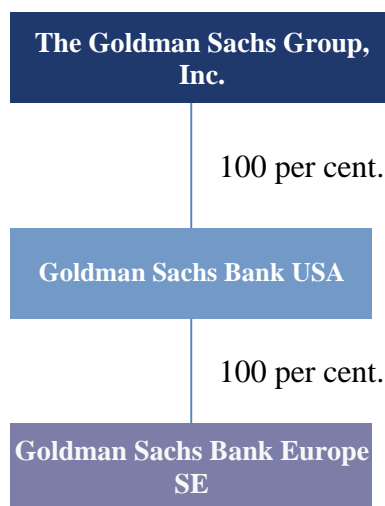 The Goldman Sachs Group,
Inc.
100 per cent.
Goldman Sachs Bank USA
100 per cent.
Goldman Sachs Bank Europe
SE